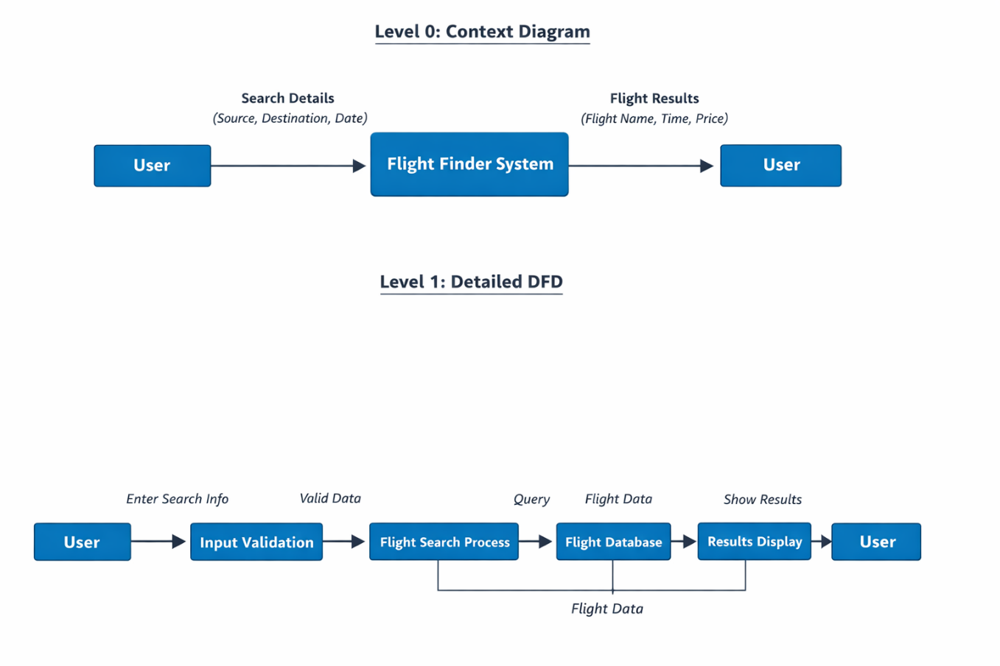 Level 0: Context Diagram
Search Details
(Source, Destination, Date)
Flight Results
(Flight Name, Time, Price)
User
Flight Finder System
User
Level 1: Detailed DFD
Enter Search Info
Valid Data
Query
Flight Data
Show Results
User
Input Validation
Flight Search Process
Flight Database
Results Display
User
Flight Data